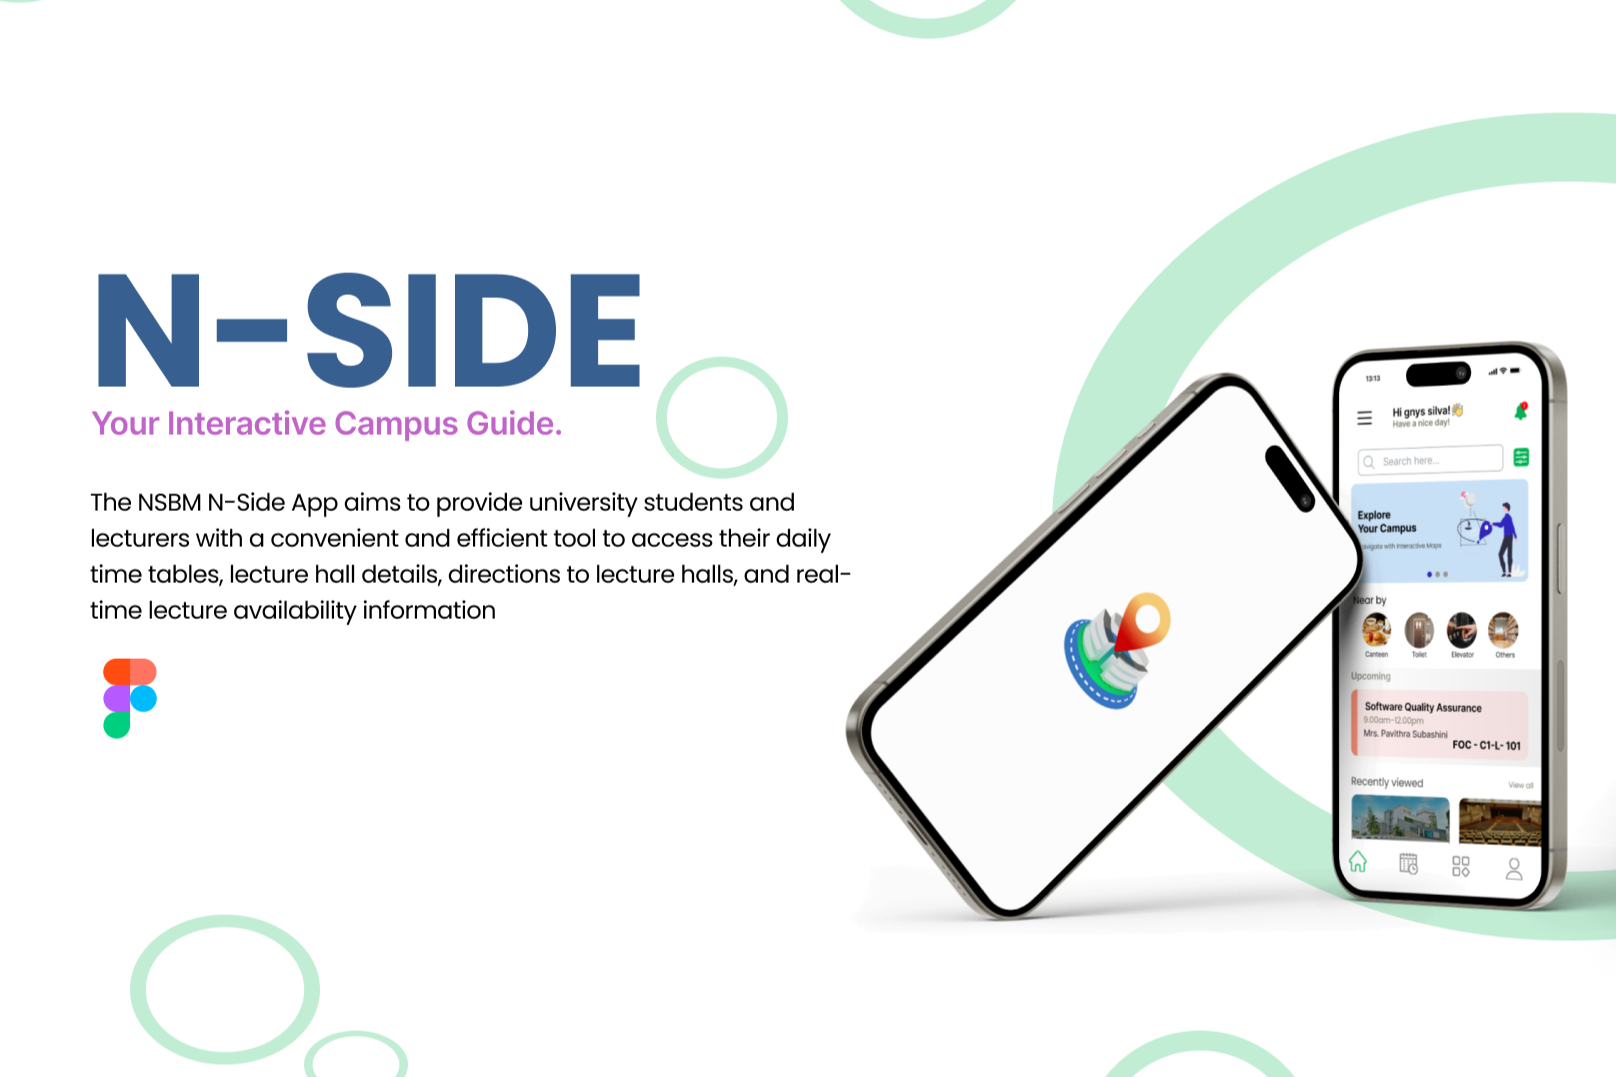 N-SIDE
Your Interactive Campus Guide.
The NSBM N-Side App aims to provide university students and
lecturers with a convenient and efficient tool to access their daily
time tables, lecture hall details, directions to lecture halls, and real-
time lecture availability information
13:13
Hi gnys silva!👋
Have a nice day!
Search here...
Explore
Your Campus
avigate with Interactive Maps
Near by
Canteen Toilet Elevator Others
Upcoming
Software Quality Assurance
9.00am-12.00pm
Mrs. Pavithra Subashini
FOC - C1-L- 101
Recently viewed View all